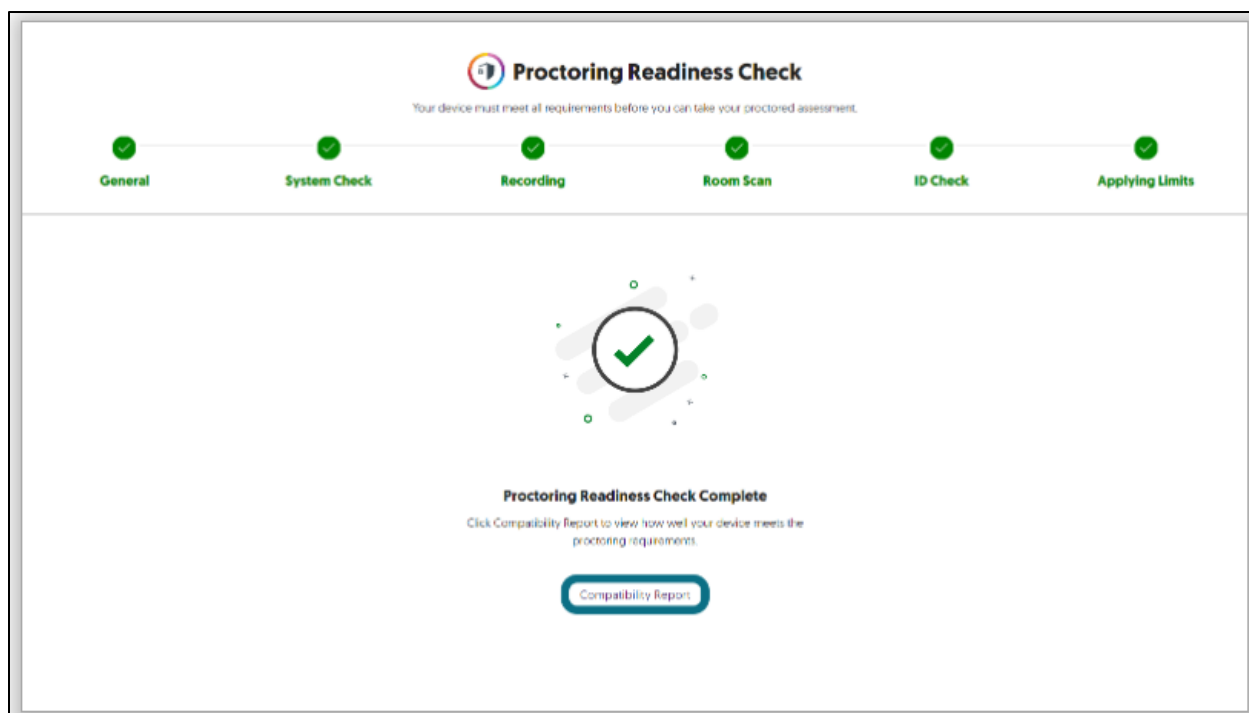 Proctoring Readiness Check
Your device must meet all requirements before you can take your proctored assessment.
General
System Check
Recording
Room Scan
ID Check
Applying Limits
Proctoring Readiness Check Complete
Click Compatibility Report to view how well your device meets the
proctoring requirements.
Compatibility Report